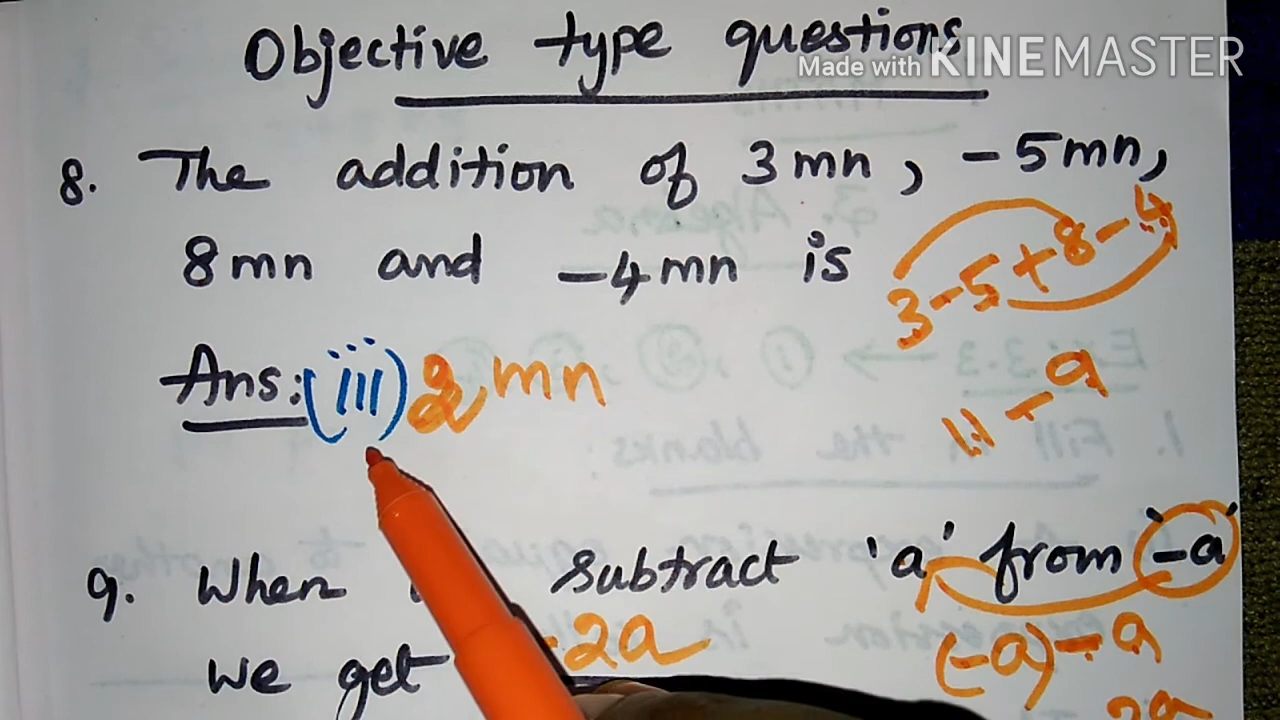 Objective type questions
Made with KINEMASTER
8. The addition of 3mn, -5mn,
8mn and -4mn is
3-5+8-4
Ans: (iii) 2mn
11-9
9. When subtract 'a' from -a
we get -2a
(-a)-a